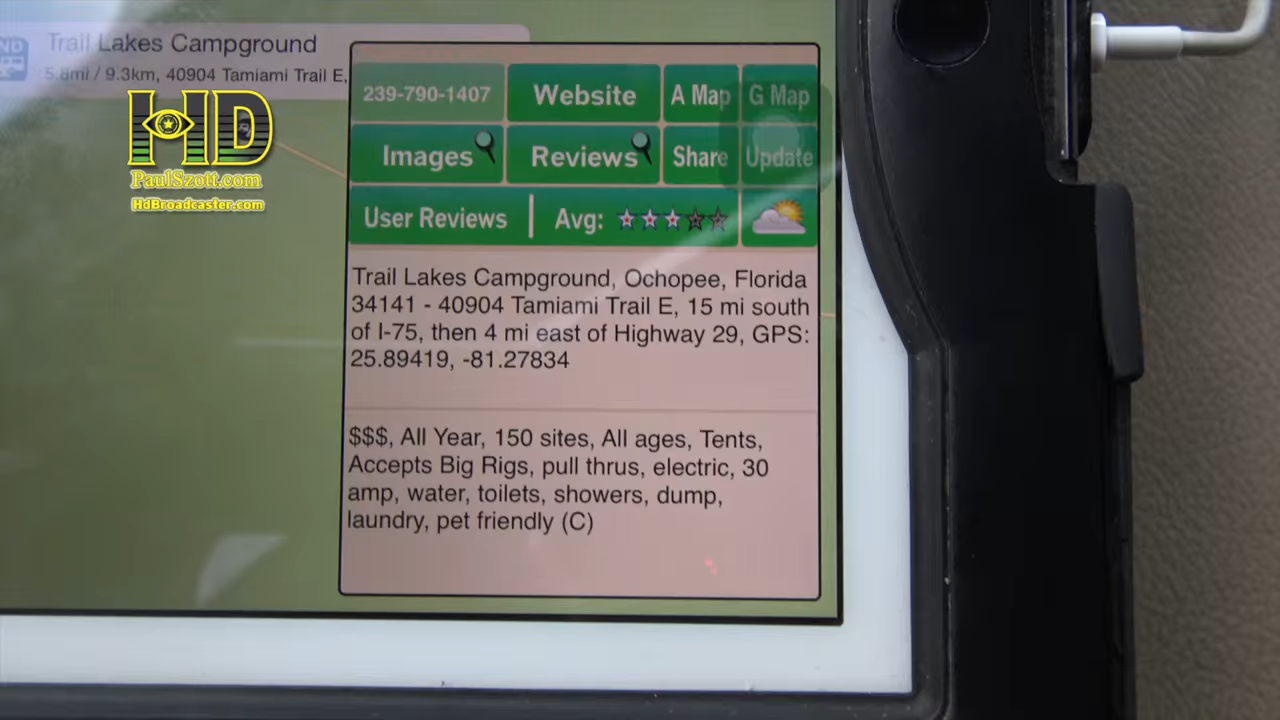 Trail Lakes Campground
5.8mi / 9.3km, 40904 Tamiami Trail E,
HD
PaulSzott.com
HdBroadcaster.com
239-790-1407 Website A Map G Map
Images Reviews Share Update
User Reviews | Avg:
Trail Lakes Campground, Ochopee, Florida
34141 - 40904 Tamiami Trail E, 15 mi south
of I-75, then 4 mi east of Highway 29, GPS:
25.89419, -81.27834
$$$, All Year, 150 sites, All ages, Tents,
Accepts Big Rigs, pull thrus, electric, 30
amp, water, toilets, showers, dump,
laundry, pet friendly (C)